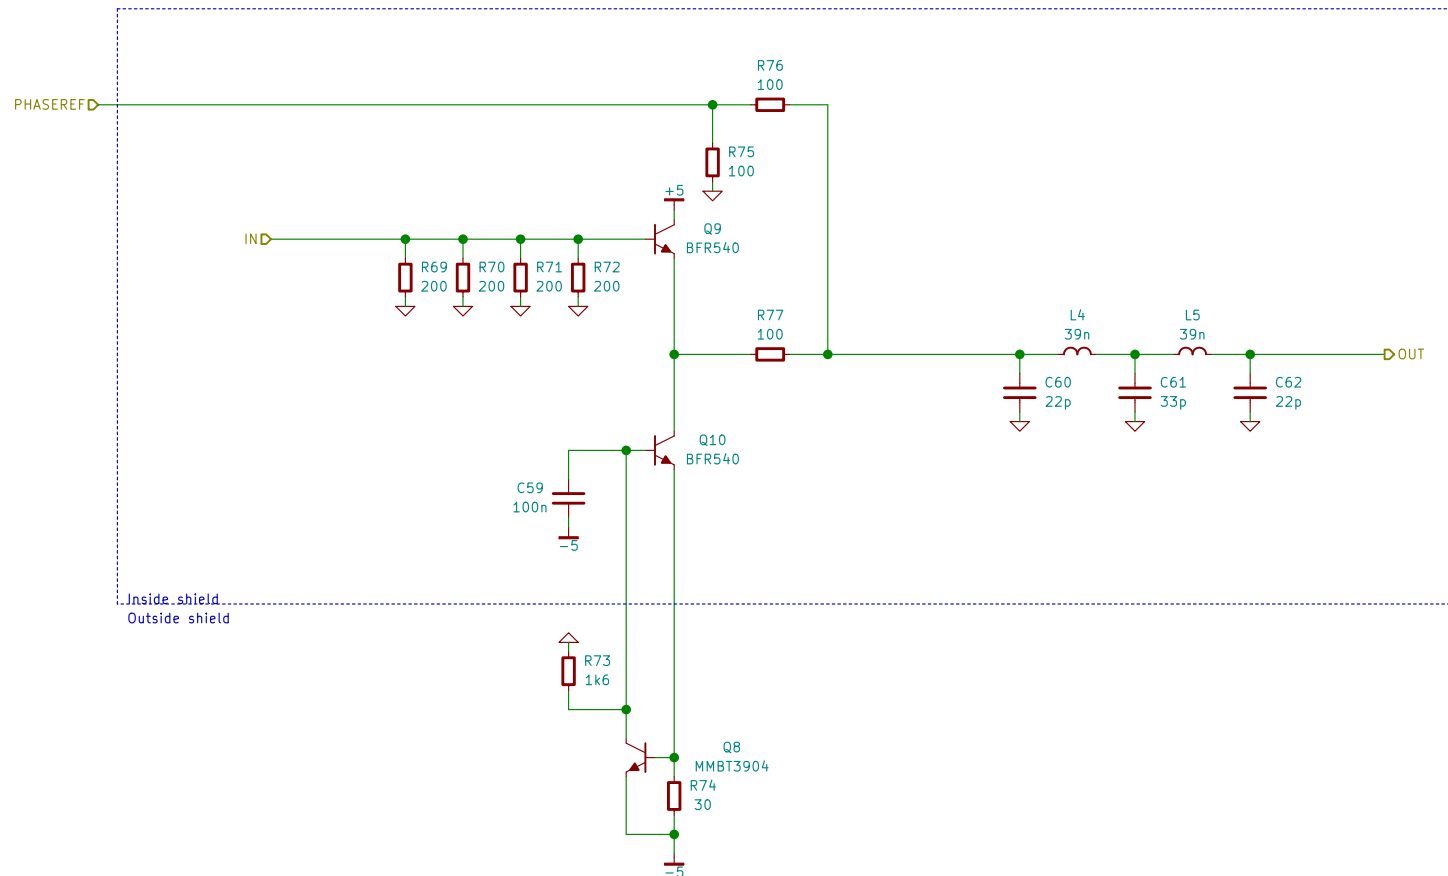 R76
100
PHASEREF
R75
100
+5
Q9
BFR540
IN
R69
200
R70
200
R71
200
R72
200
R77
100
L4
39n
L5
39n
OUT
C60
22p
C61
33p
C62
22p
Q10
BFR540
C59
100n
-5
Inside shield
Outside shield
R73
1k6
Q8
MMBT3904
R74
30
-5